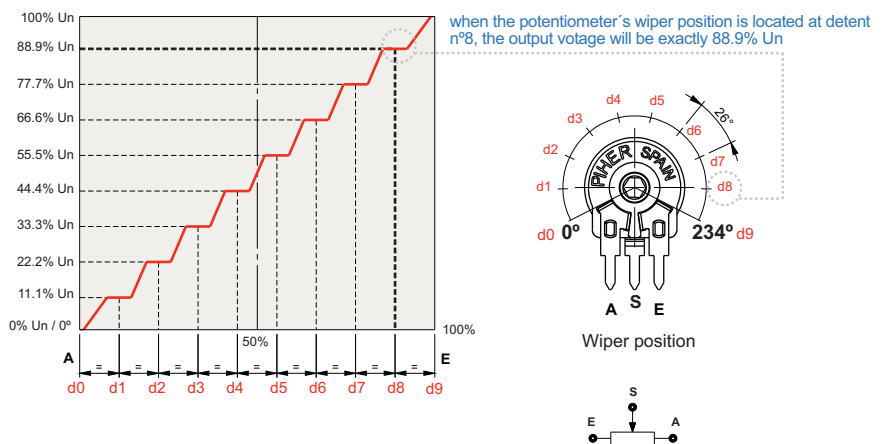 100% Un
88.9% Un
77.7% Un
66.6% Un
55.5% Un
44.4% Un
33.3% Un
22.2% Un
11.1% Un
0% Un / 0º
50%
100%
A
E
= = = = = = = = =
d0 d1 d2 d3 d4 d5 d6 d7 d8 d9
when the potentiometer´s wiper position is located at detent
nº8, the output votage will be exactly 88.9% Un
d4
d5
d3
d6
26°
d2
d7
d1
d8
PIHER SPAIN
d0 0º
234º d9
A S E
Wiper position
S
E
A